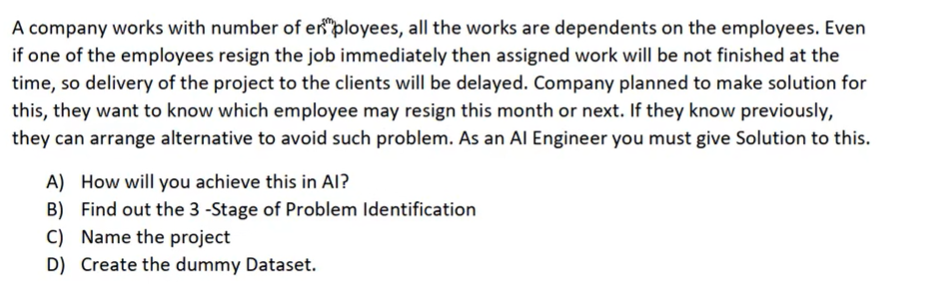 A company works with number of employees, all the works are dependents on the employees. Even
if one of the employees resign the job immediately then assigned work will be not finished at the
time, so delivery of the project to the clients will be delayed. Company planned to make solution for
this, they want to know which employee may resign this month or next. If they know previously,
they can arrange alternative to avoid such problem. As an AI Engineer you must give Solution to this.
A) How will you achieve this in AI?
B) Find out the 3 -Stage of Problem Identification
C) Name the project
D) Create the dummy Dataset.